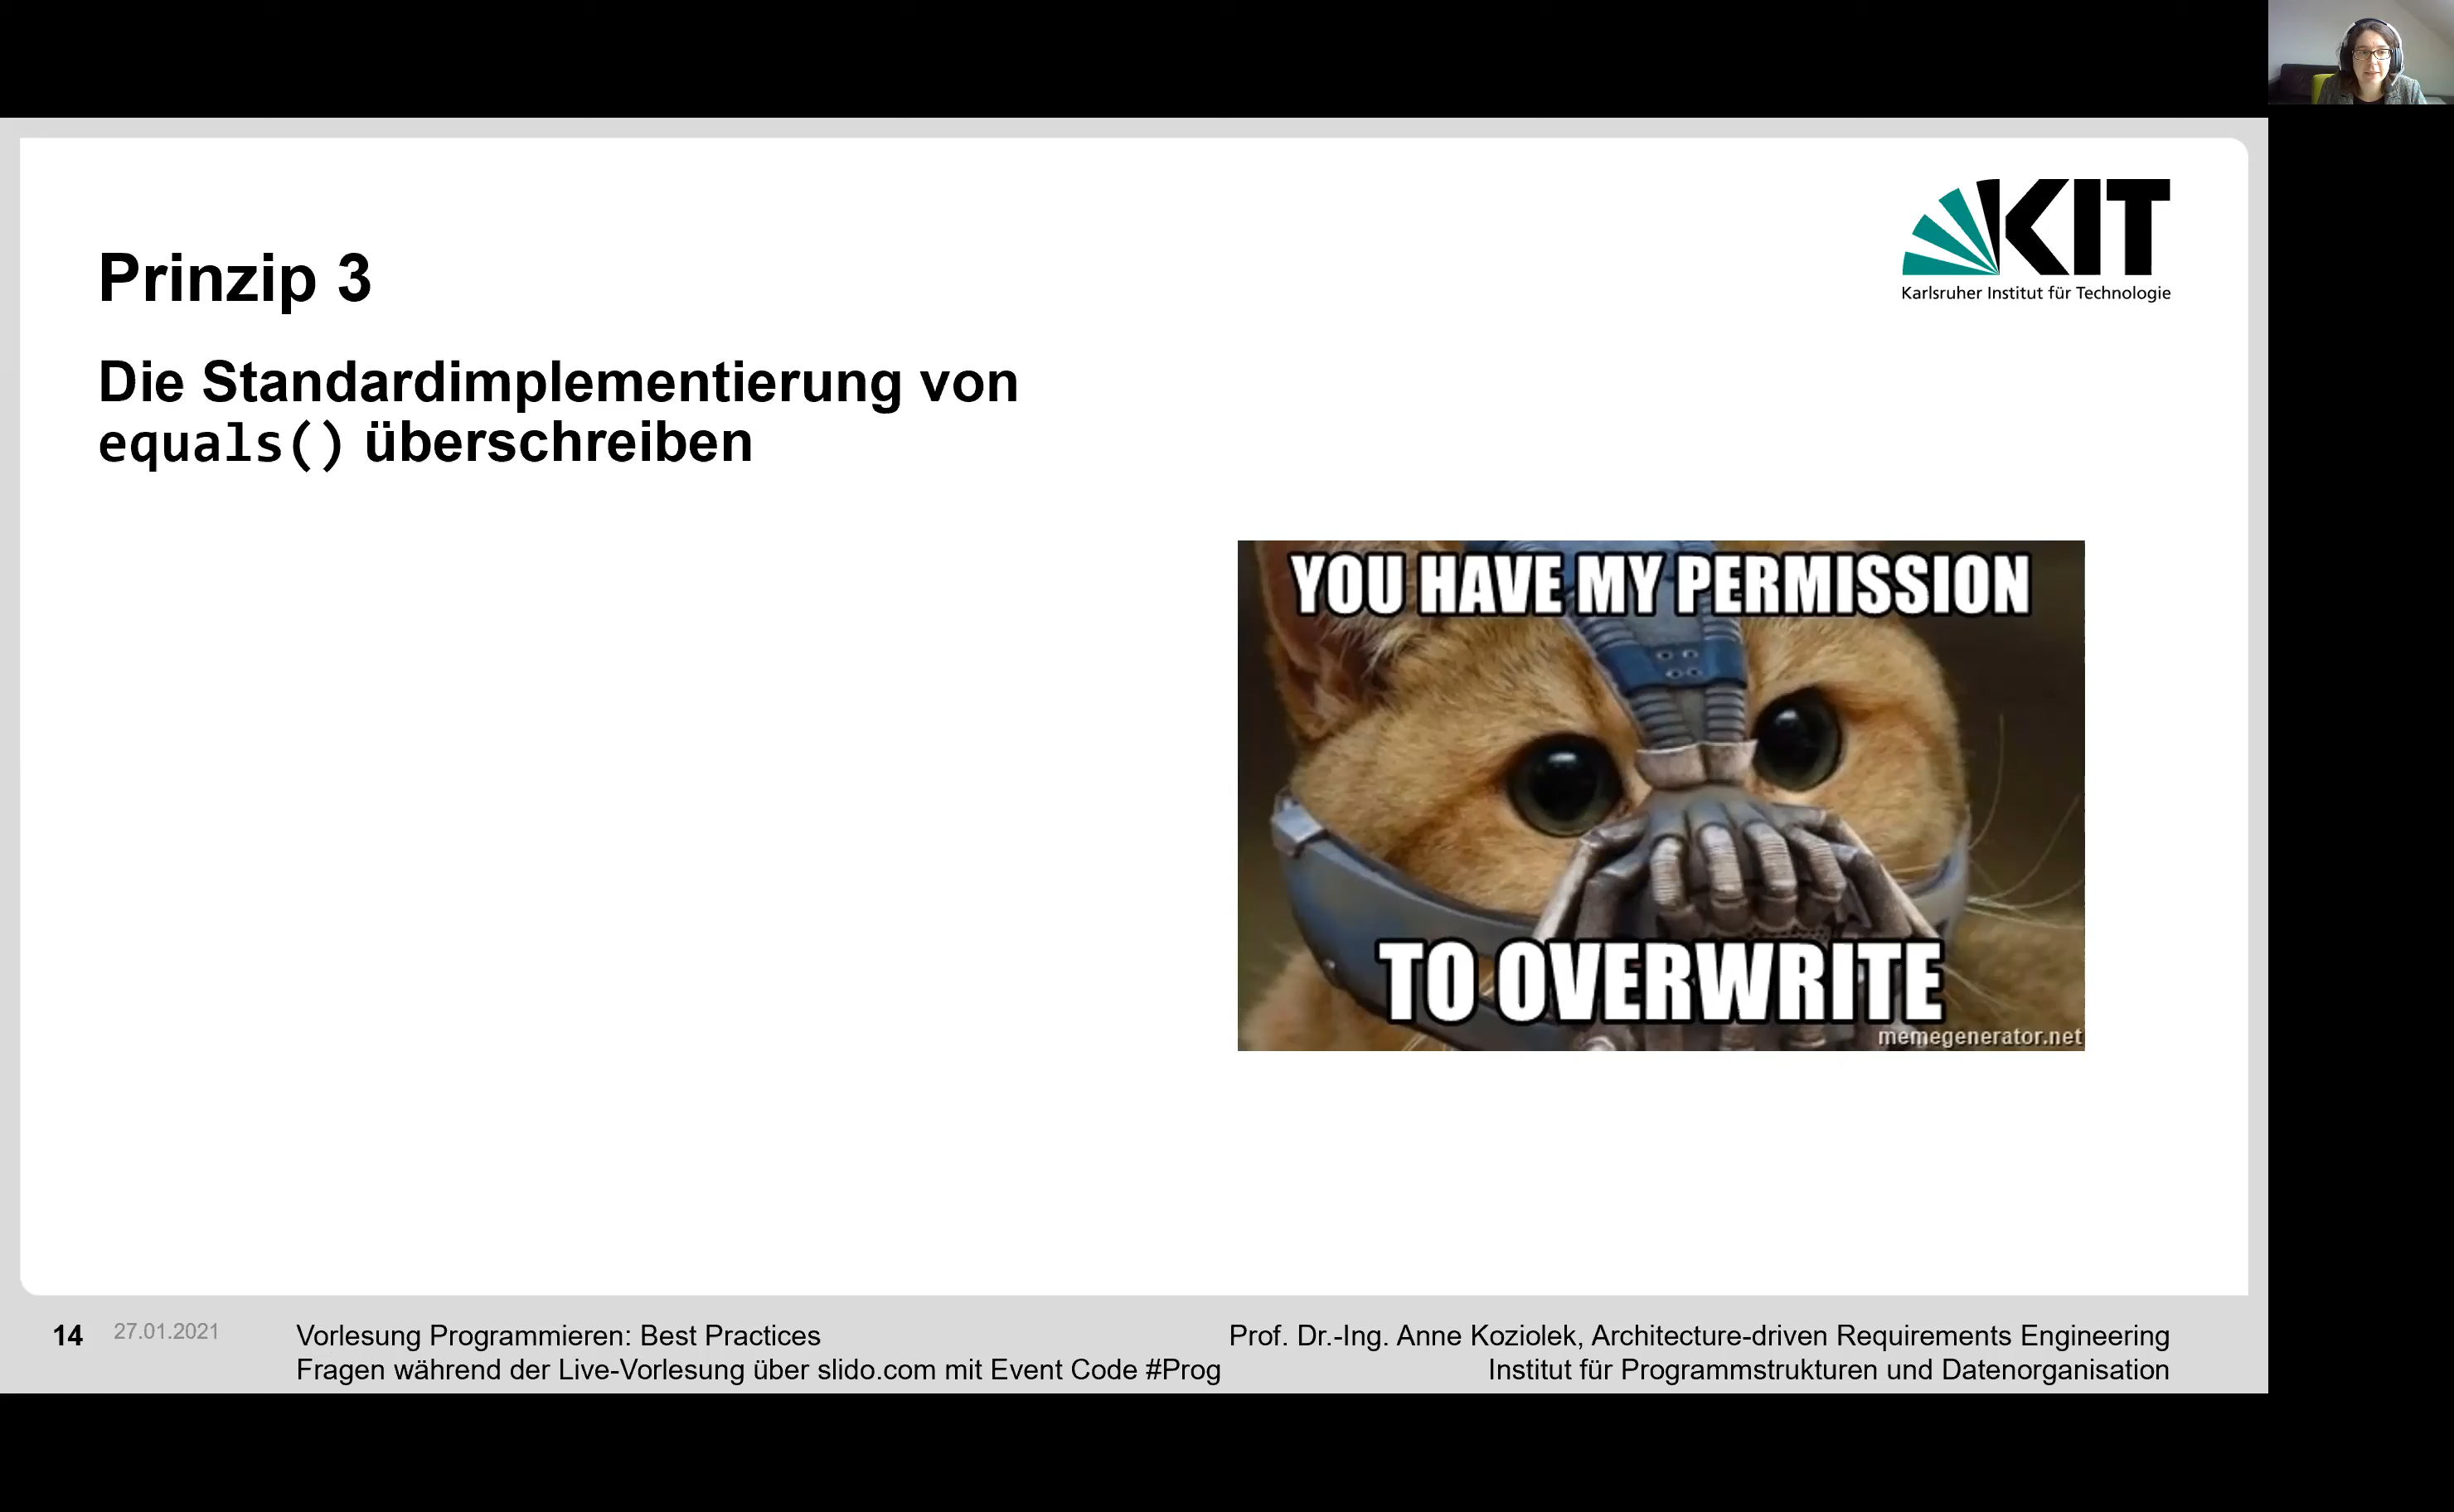 KIT
Karlsruher Institut für Technologie
Prinzip 3
Die Standardimplementierung von
equals() überschreiben
YOU HAVE MY PERMISSION
TO OVERWRITE
memegenerator.net
14
27.01.2021
Vorlesung Programmieren: Best Practices
Fragen während der Live-Vorlesung über slido.com mit Event Code #Prog
Prof. Dr.-Ing. Anne Koziolek, Architecture-driven Requirements Engineering
Institut für Programmstrukturen und Datenorganisation